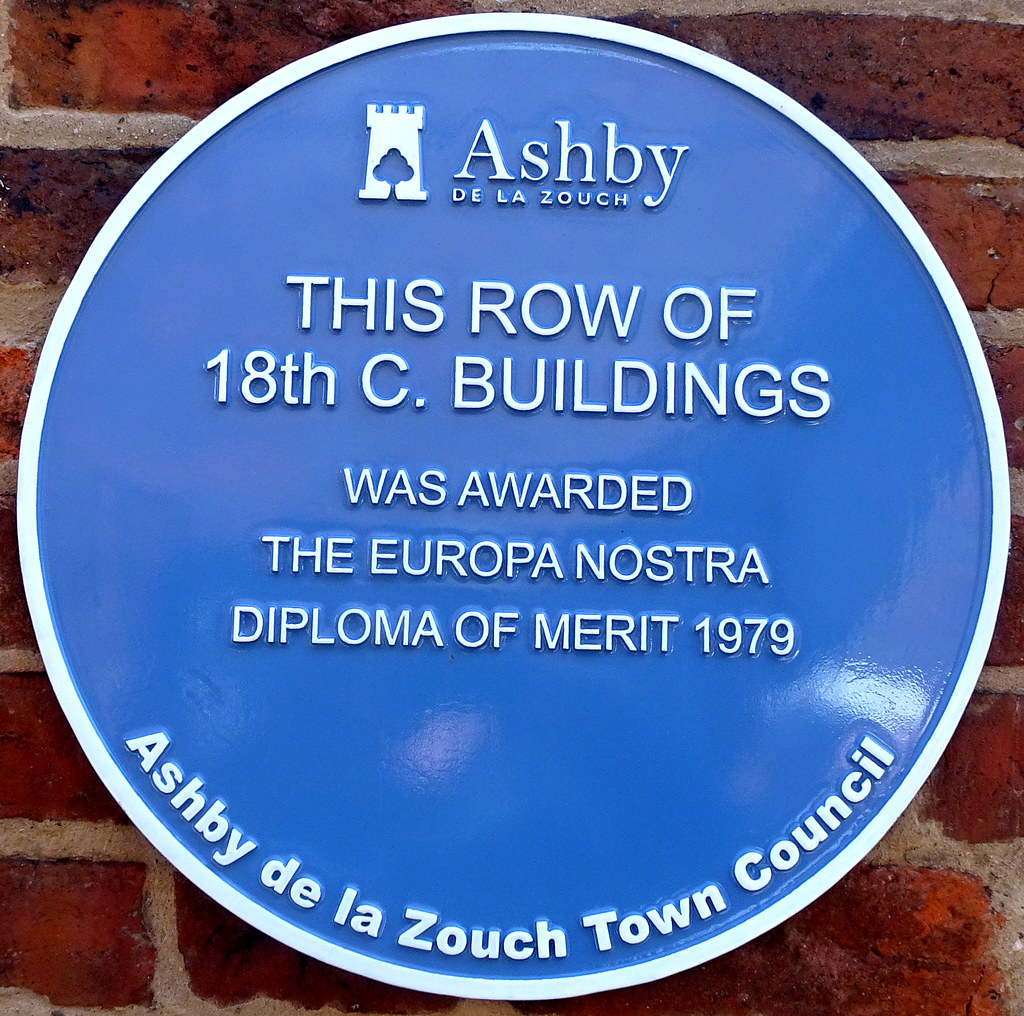 Ashby
DE LA ZOUCH
THIS ROW OF
18th C. BUILDINGS
WAS AWARDED
THE EUROPA NOSTRA
DIPLOMA OF MERIT 1979
Ashby de la Zouch Town Council